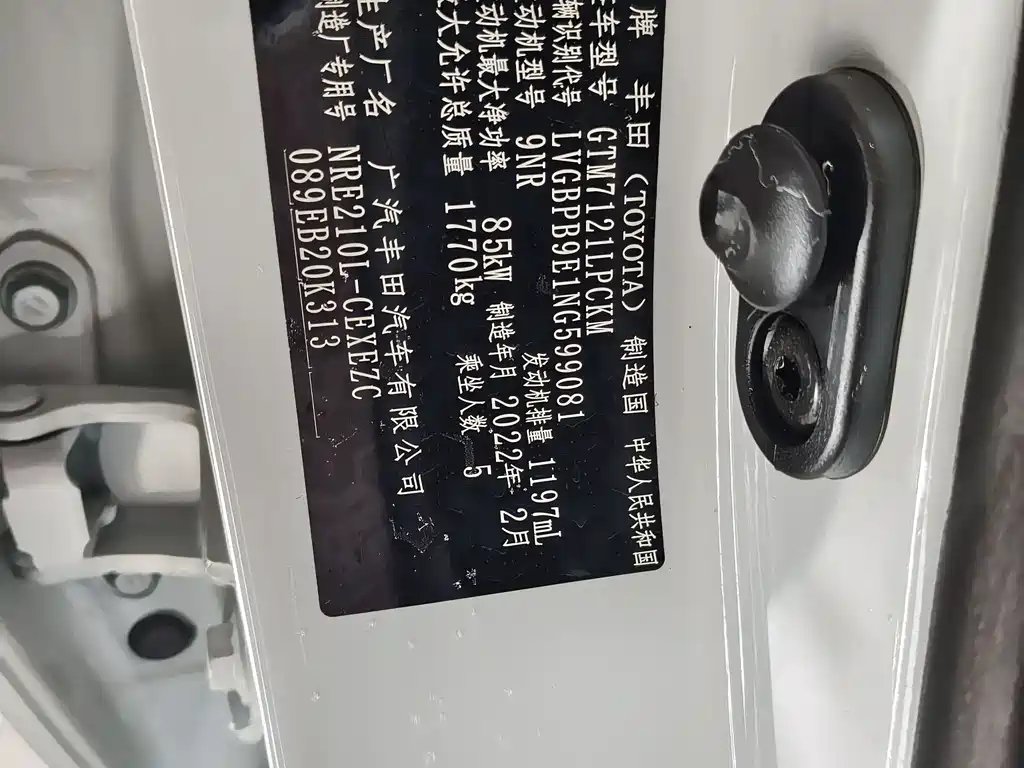 牌 丰田(TOYOTA) 制造国 中华人民共和国
车型号 GTM7121LPCKM
辆识别代号 LVGBPB9E1NG599081
动机型号 9NR 发动机排量 1197mL
动机最大净功率 85kW 制造年月 2022年 2月
大允许总质量 1770kg 乘坐人数 5
生产厂名 广汽丰田汽车有限公司
制造厂专用号 NRE210L-CEXEZC
089EB20K313